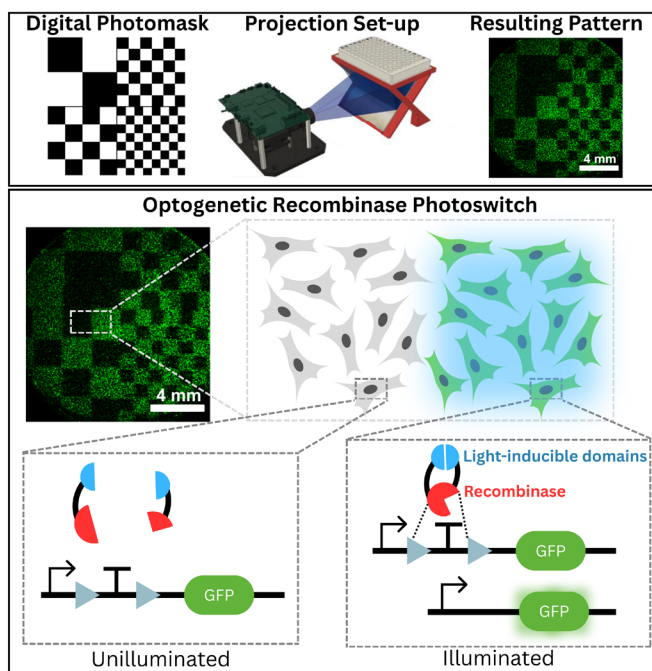 Digital Photomask
Projection Set-up
Resulting Pattern
4 mm
Optogenetic Recombinase Photoswitch
4 mm
Light-inducible domains
Recombinase
GFP
GFP
GFP
Unilluminated
Illuminated